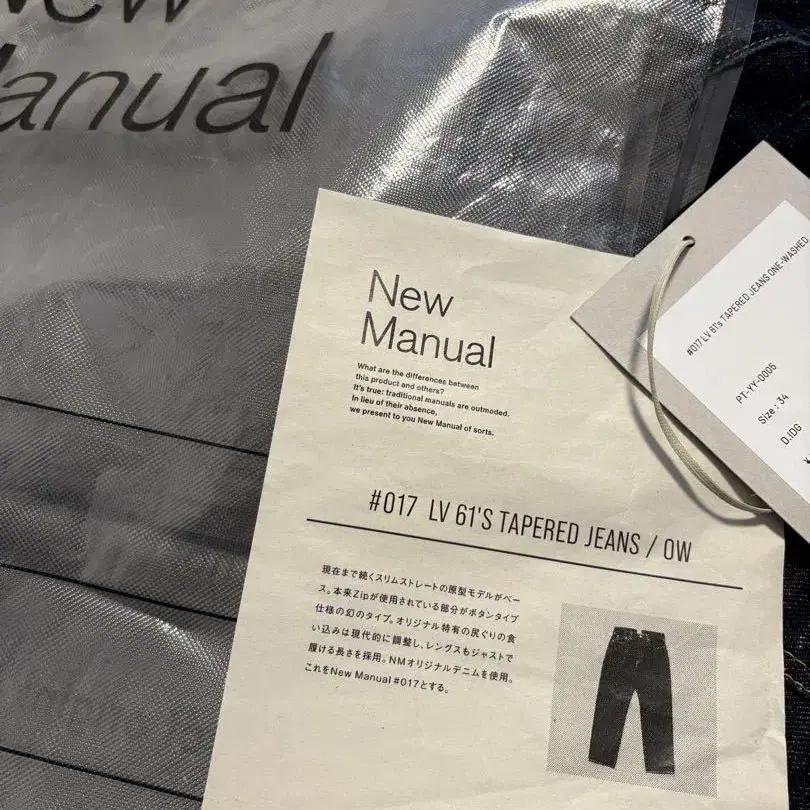 New
Manual
New
Manual
What are the differences between
this product and others?
It's true: traditional manuals are outmoded.
In lieu of their absence,
we present to you New Manual of sorts.
#017 LV 61'S TAPERED JEANS / OW
現在まで続くスリムストレートの原型モデルがベー
ス。本来Zipが使用されている部分がボタンタイプ
仕様の幻のタイプ。オリジナル特有の尻ぐりの食
い込みは現代的に調整し、レングスもジャストで
履ける長さを採用。NMオリジナルデニムを使用。
これをNew Manual #017とする。
#017 LV 61's TAPERED JEANS ONE-WASHED
PT-YY-0005
Size : 34
D.IDG